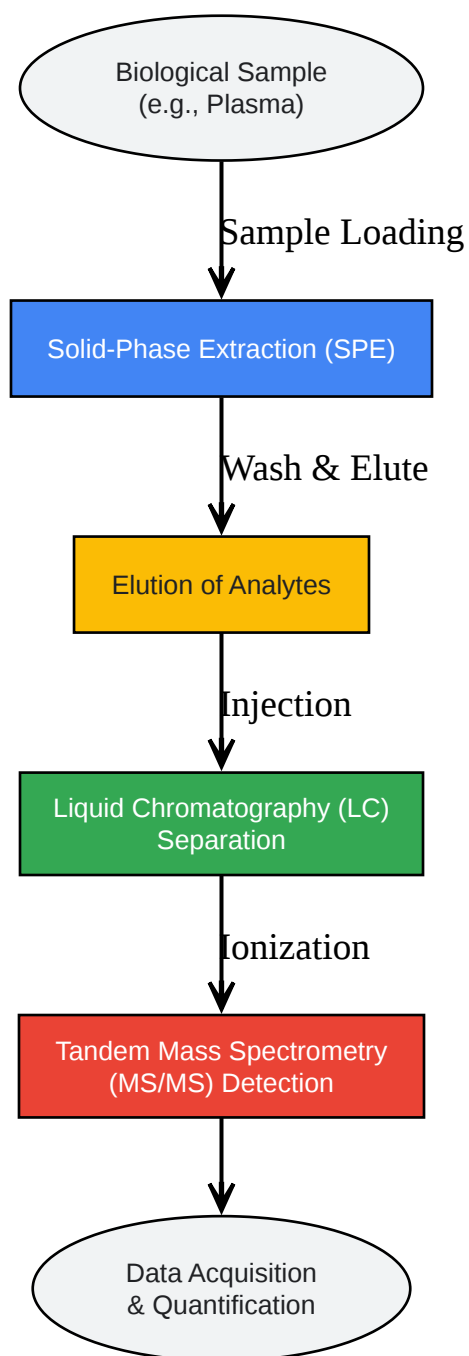 Biological Sample
(e.g., Plasma)
Sample Loading
Solid-Phase Extraction (SPE)
Wash & Elute
Elution of Analytes
Injection
Liquid Chromatography (LC)
Separation
Ionization
Tandem Mass Spectrometry
(MS/MS) Detection
Data Acquisition
& Quantification